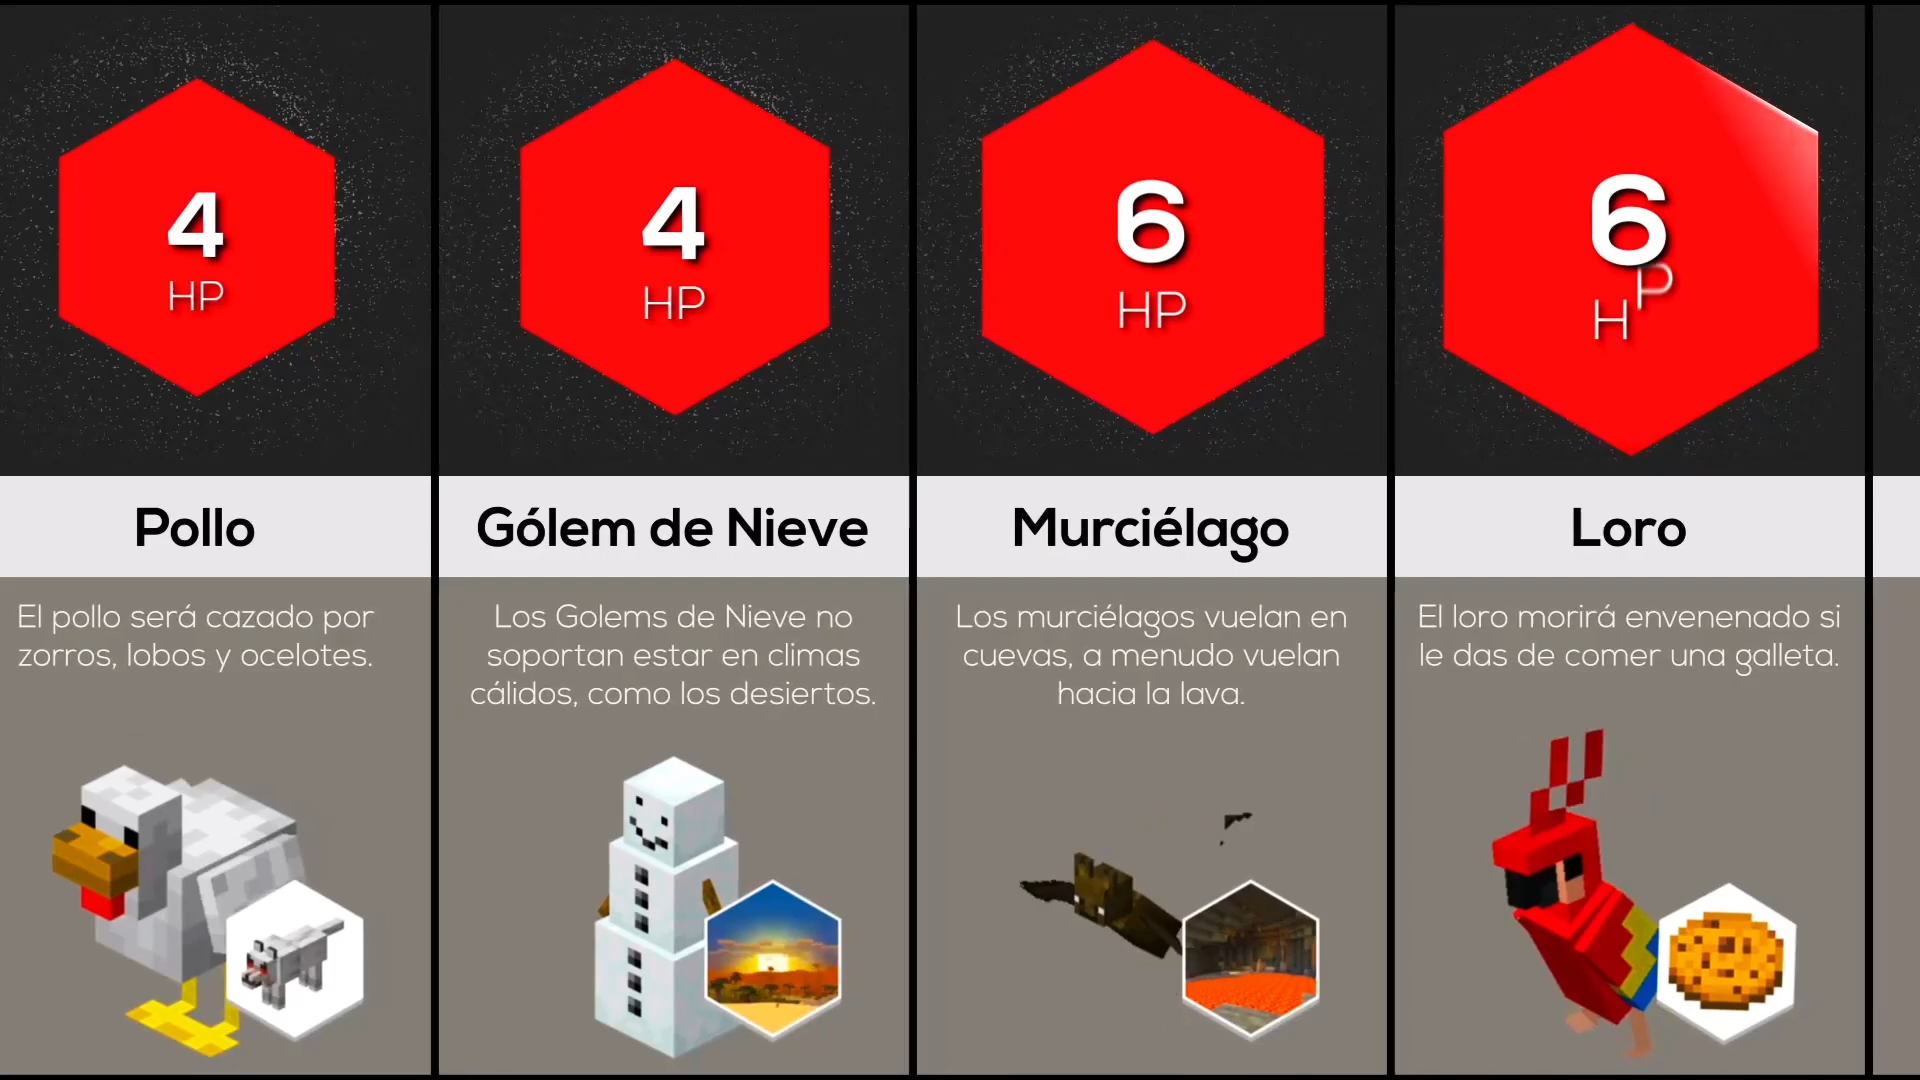 4
HP
Pollo
El pollo será cazado por
zorros, lobos y ocelotes.
4
HP
Gólem de Nieve
Los Golems de Nieve no
soportan estar en climas
cálidos, como los desiertos.
6
HP
Murciélago
Los murciélagos vuelan en
cuevas, a menudo vuelan
hacia la lava.
6
HP
Loro
El loro morirá envenenado si
le das de comer una galleta.